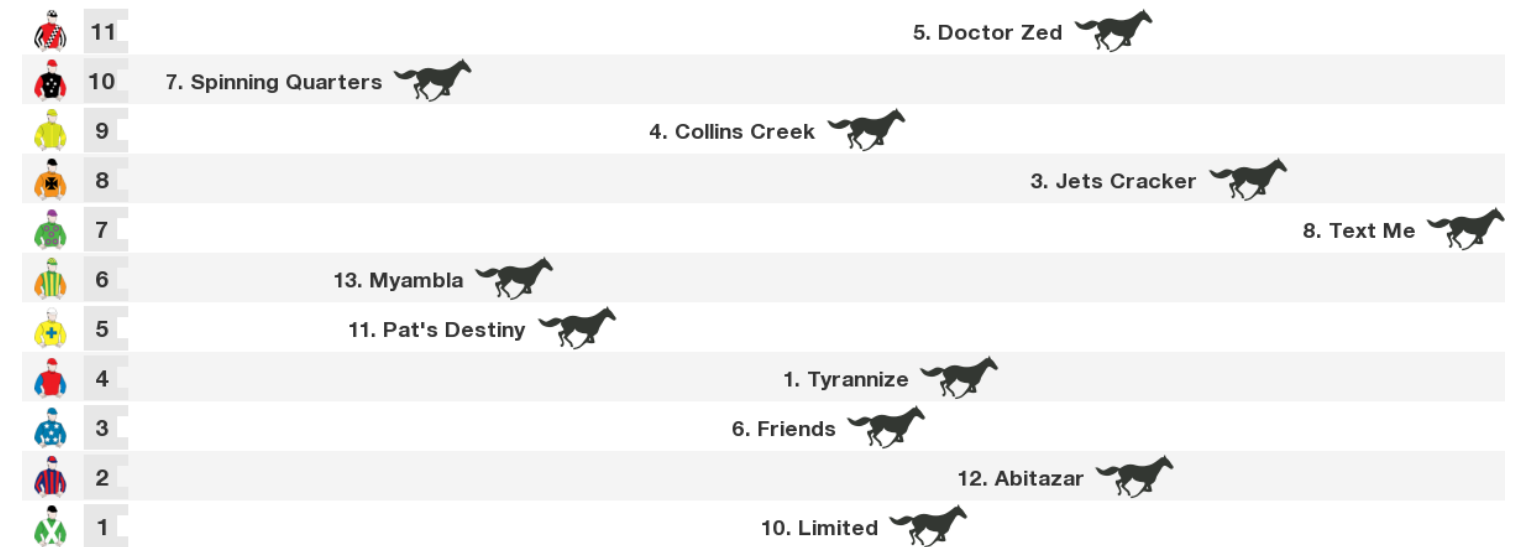 11 5. Doctor Zed
10 7. Spinning Quarters
9 4. Collins Creek
8 3. Jets Cracker
7 8. Text Me
6 13. Myambla
5 11. Pat's Destiny
4 1. Tyrannize
3 6. Friends
2 12. Abitazar
1 10. Limited